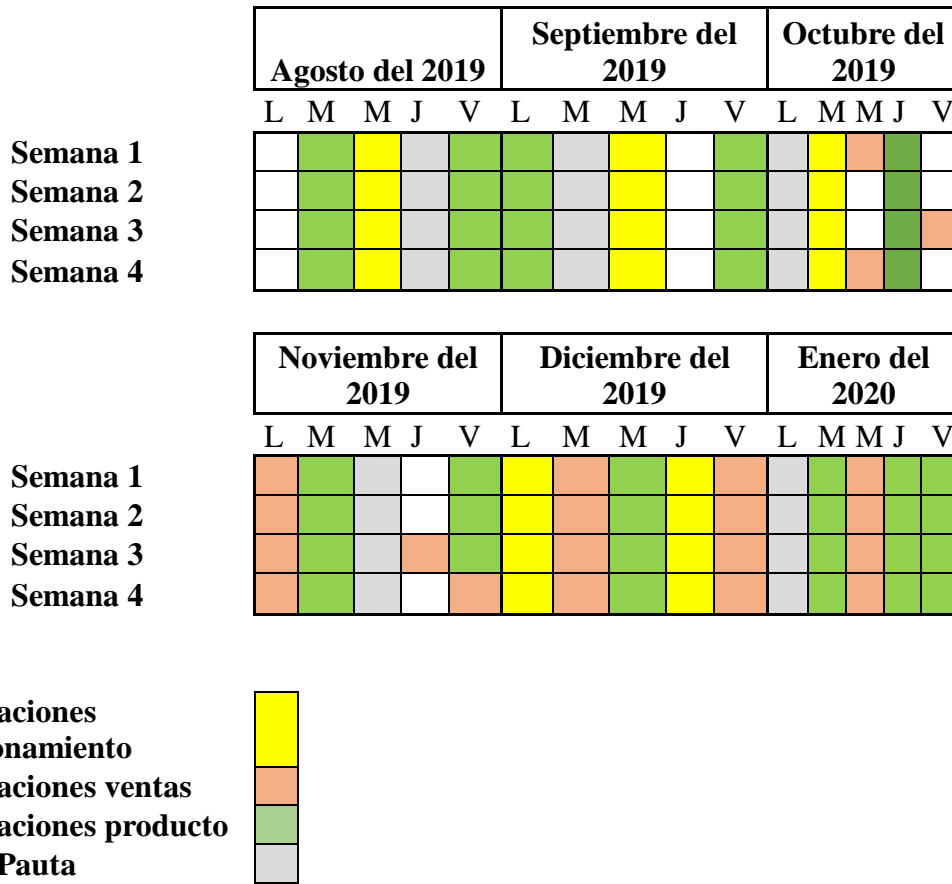 Agosto del 2019 Septiembre del 2019 Octubre del 2019
L M M J V L M M J V L M M J V
Semana 1
Semana 2
Semana 3
Semana 4
Noviembre del 2019 Diciembre del 2019 Enero del 2020
L M M J V L M M J V L M M J V
Semana 1
Semana 2
Semana 3
Semana 4
aciones
onamiento
aciones ventas
aciones producto
Pauta